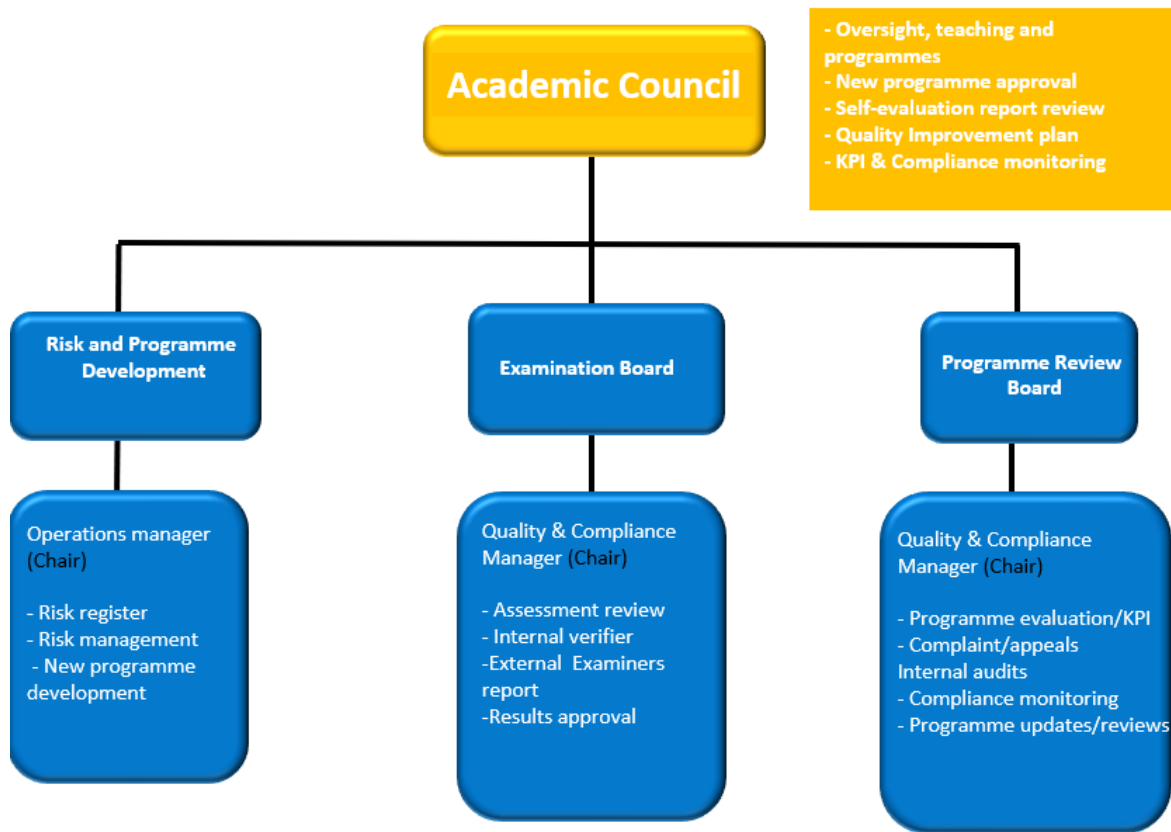 Academic Council
- Oversight, teaching and
programmes
- New programme approval
- Self-evaluation report review
- Quality Improvement plan
- KPI & Compliance monitoring
Risk and Programme
Development
Examination Board
Programme Review
Board
Operations manager
(Chair)
- Risk register
- Risk management
- New programme
development
Quality & Compliance
Manager (Chair)
- Assessment review
- Internal verifier
-External Examiners
report
-Results approval
Quality & Compliance
Manager (Chair)
- Programme evaluation/KPI
- Complaint/appeals
Internal audits
- Compliance monitoring
- Programme updates/reviews